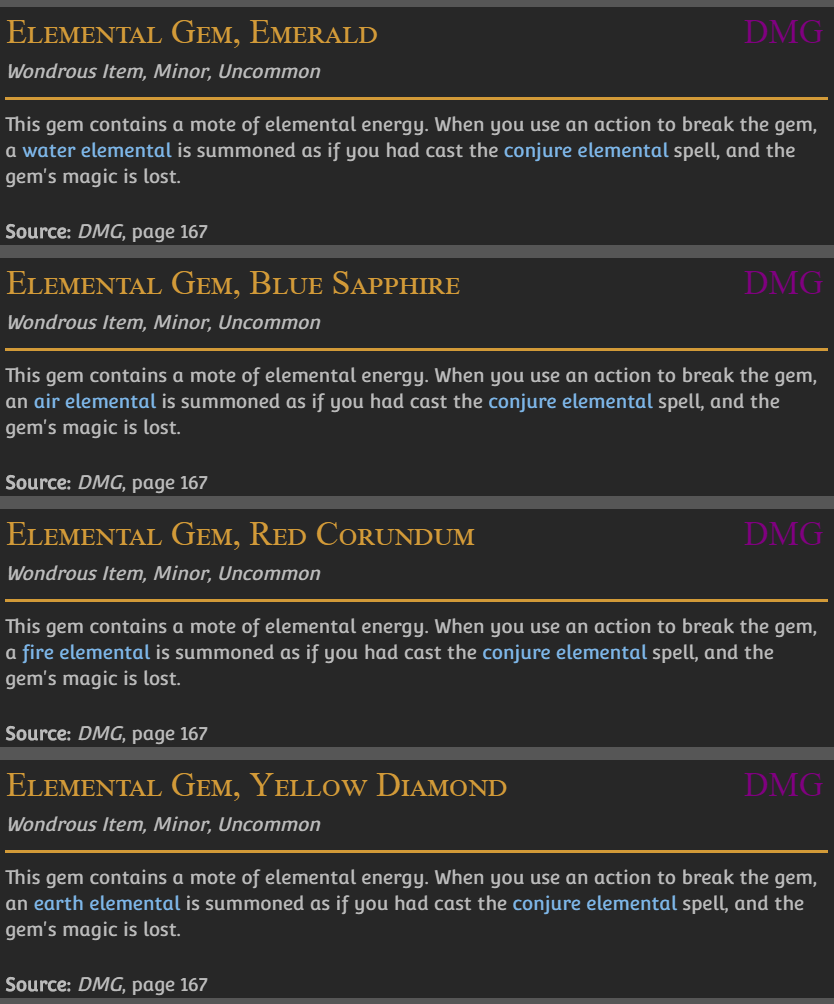 Elemental Gem, Emerald DMG
Wondrous Item, Minor, Uncommon
This gem contains a mote of elemental energy. When you use an action to break the gem,
a water elemental is summoned as if you had cast the conjure elemental spell, and the
gem's magic is lost.
Source: DMG, page 167
Elemental Gem, Blue Sapphire DMG
Wondrous Item, Minor, Uncommon
This gem contains a mote of elemental energy. When you use an action to break the gem,
an air elemental is summoned as if you had cast the conjure elemental spell, and the
gem's magic is lost.
Source: DMG, page 167
Elemental Gem, Red Corundum DMG
Wondrous Item, Minor, Uncommon
This gem contains a mote of elemental energy. When you use an action to break the gem,
a fire elemental is summoned as if you had cast the conjure elemental spell, and the
gem's magic is lost.
Source: DMG, page 167
Elemental Gem, Yellow Diamond DMG
Wondrous Item, Minor, Uncommon
This gem contains a mote of elemental energy. When you use an action to break the gem,
an earth elemental is summoned as if you had cast the conjure elemental spell, and the
gem's magic is lost.
Source: DMG, page 167